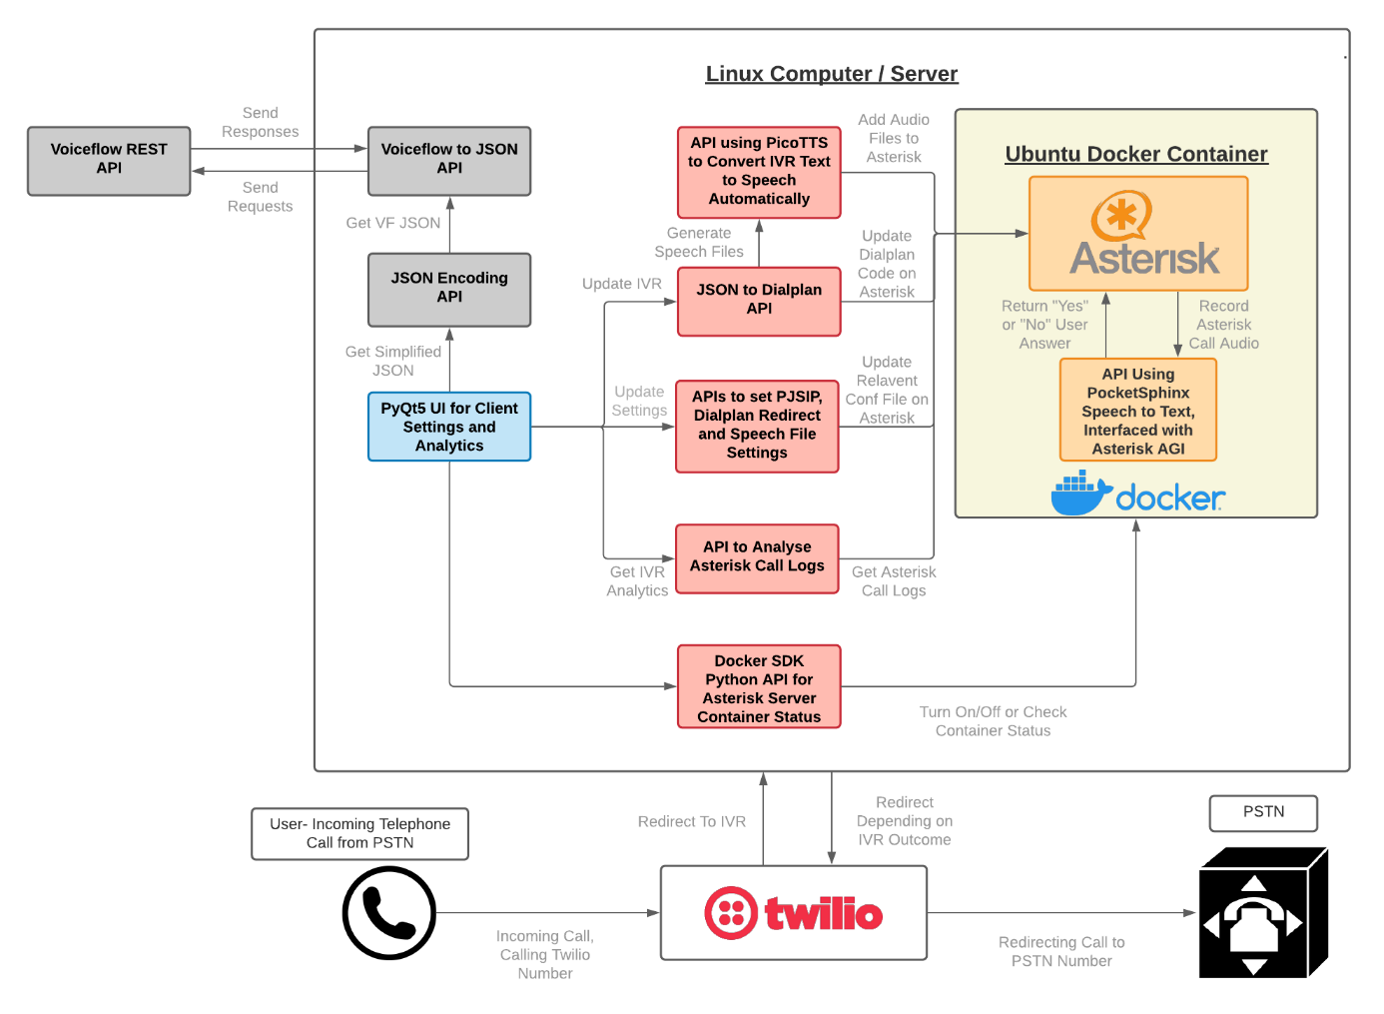 Linux Computer / Server
Send
Responses
Voiceflow REST
API
Send
Requests
Voiceflow to JSON
API
Get VF JSON
JSON Encoding
API
Get Simplified
JSON
PyQt5 UI for Client
Settings and
Analytics
API using PicoTTS
to Convert IVR Text
to Speech
Automatically
Add Audio
Files to
Asterisk
Generate
Speech Files
Update IVR
JSON to Dialplan
API
Update
Dialplan
Code on
Asterisk
Update
Settings
APIs to set PJSIP,
Dialplan Redirect
and Speech File
Settings
Update
Relavent
Conf File on
Asterisk
Get IVR
Analytics
API to Analyse
Asterisk Call Logs
Get Asterisk
Call Logs
Docker SDK
Python API for
Asterisk Server
Container Status
Turn On/Off or Check
Container Status
Ubuntu Docker Container
Asterisk
Return "Yes"
or "No" User
Answer
Record
Asterisk
Call Audio
API Using
PocketSphinx
Speech to Text,
Interfaced with
Asterisk AGI
docker
Redirect To IVR
Redirect
Depending on
IVR Outcome
User- Incoming Telephone
Call from PSTN
Incoming Call,
Calling Twilio
Number
twilio
Redirecting Call to
PSTN Number
PSTN